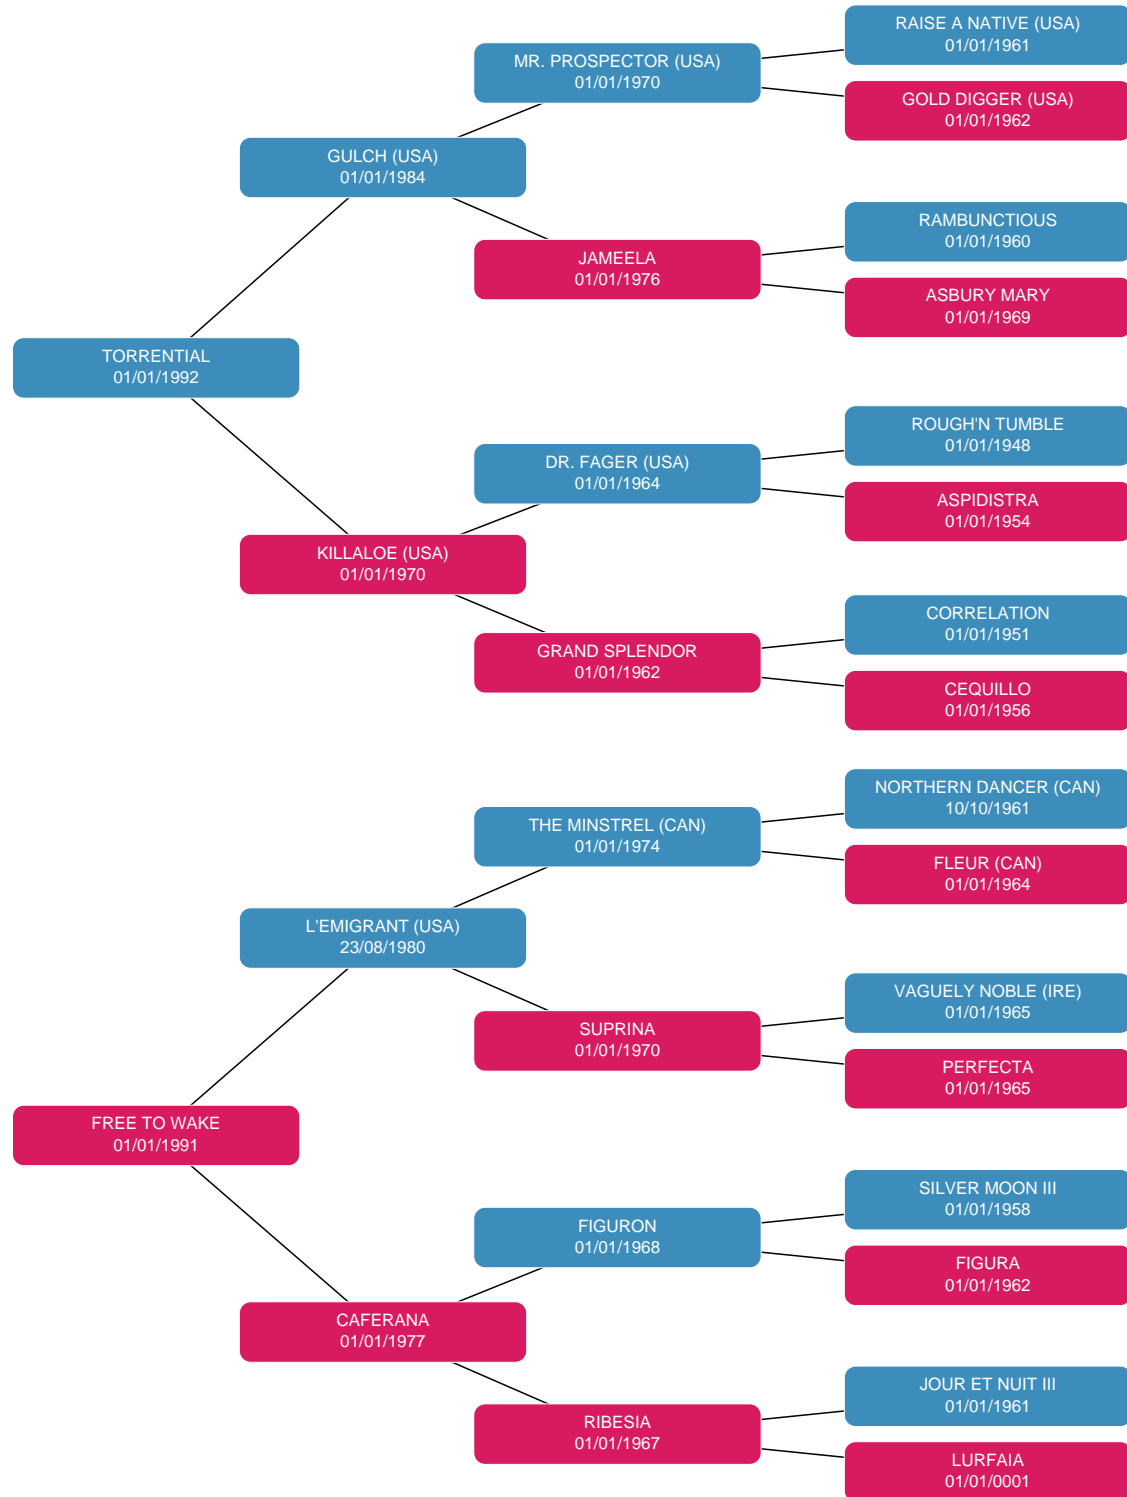 RAISE A NATIVE (USA)
01/01/1961
MR. PROSPECTOR (USA)
01/01/1970
GOLD DIGGER (USA)
01/01/1962
GULCH (USA)
01/01/1984
RAMBUNCTIOUS
01/01/1960
JAMEELA
01/01/1976
ASBURY MARY
01/01/1969
TORRENTIAL
01/01/1992
ROUGH'N TUMBLE
01/01/1948
DR. FAGER (USA)
01/01/1964
ASPIDISTRA
01/01/1954
KILLALOE (USA)
01/01/1970
CORRELATION
01/01/1951
GRAND SPLENDOR
01/01/1962
CEQUILLO
01/01/1956
NORTHERN DANCER (CAN)
10/10/1961
THE MINSTREL (CAN)
01/01/1974
FLEUR (CAN)
01/01/1964
L'EMIGRANT (USA)
23/08/1980
VAGUELY NOBLE (IRE)
01/01/1965
SUPRINA
01/01/1970
PERFECTA
01/01/1965
FREE TO WAKE
01/01/1991
SILVER MOON III
01/01/1958
FIGURON
01/01/1968
FIGURA
01/01/1962
CAFERANA
01/01/1977
JOUR ET NUIT III
01/01/1961
RIBESIA
01/01/1967
LURFAIA
01/01/0001